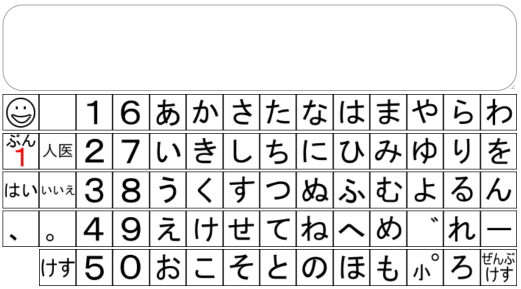 1 6 あ か さ た な は ま や ら わ
ぶん1 人医 2 7 い き し ち に ひ み ゆ り を
はい いいえ 3 8 う く す つ ぬ ふ む よ る ん
、 。 4 9 え け せ て ね へ め ゛ れ ー
けす 5 0 お こ そ と の ほ も 小゜ ろ ぜんぶけす